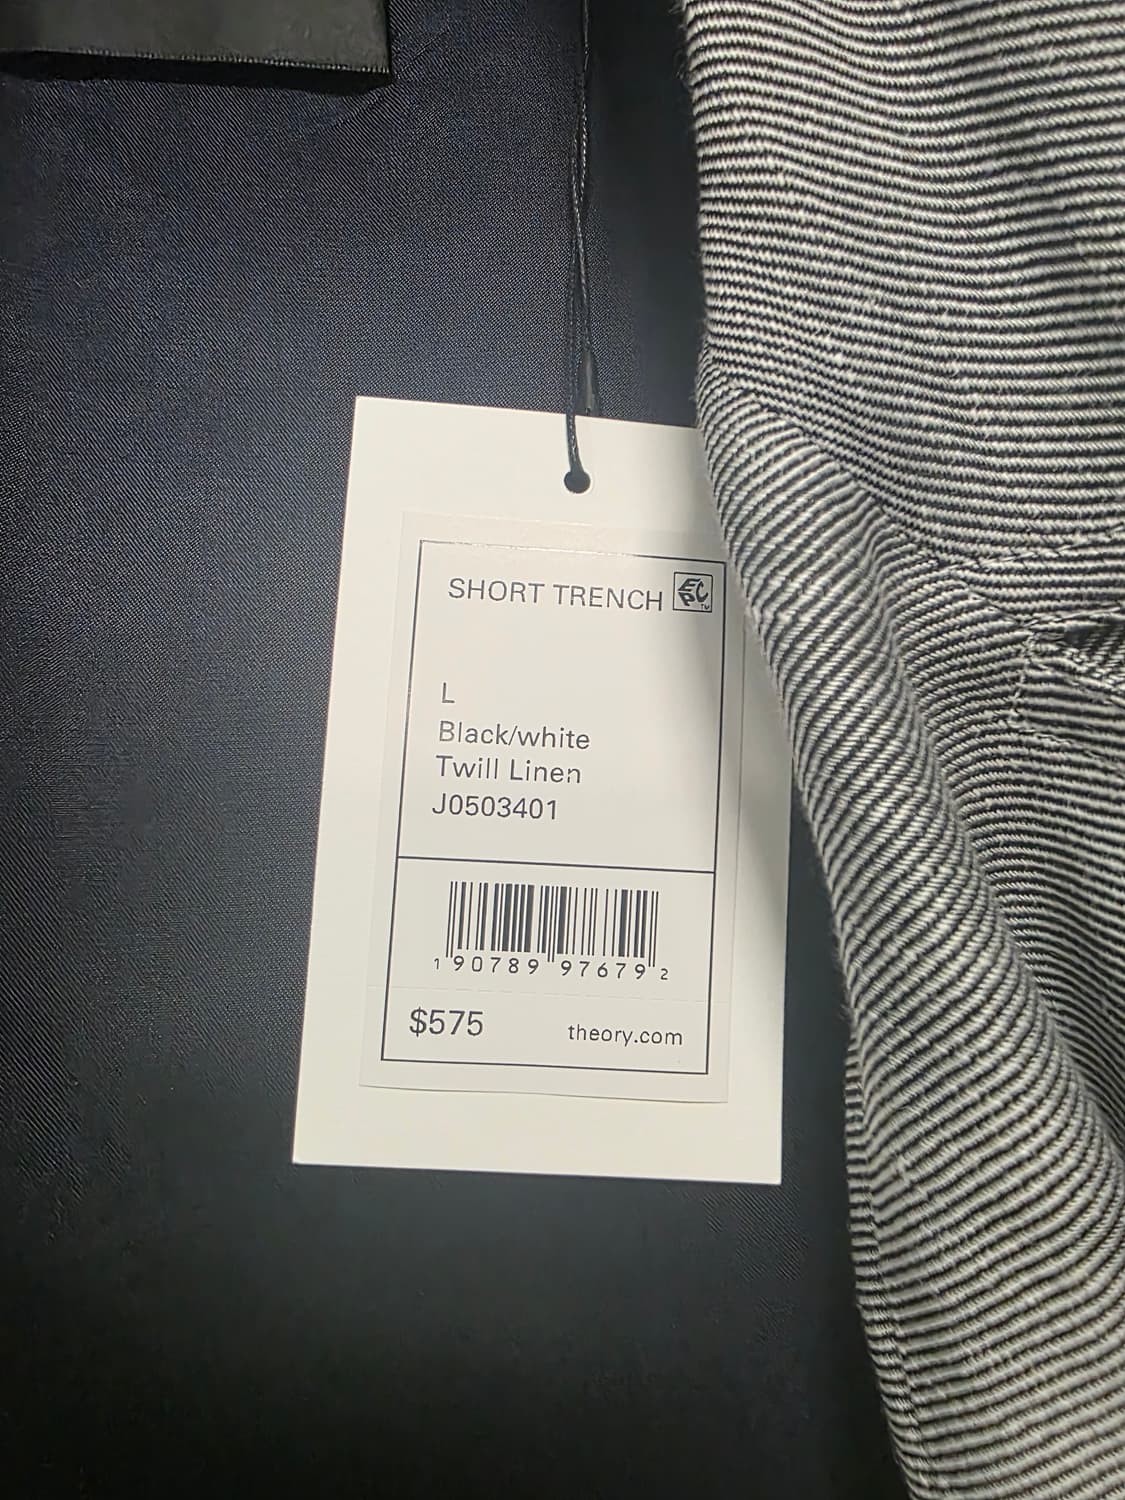 SHORT TRENCH
L
Black/white
Twill Linen
J0503401
1 90789 97679 2
$575 theory.com